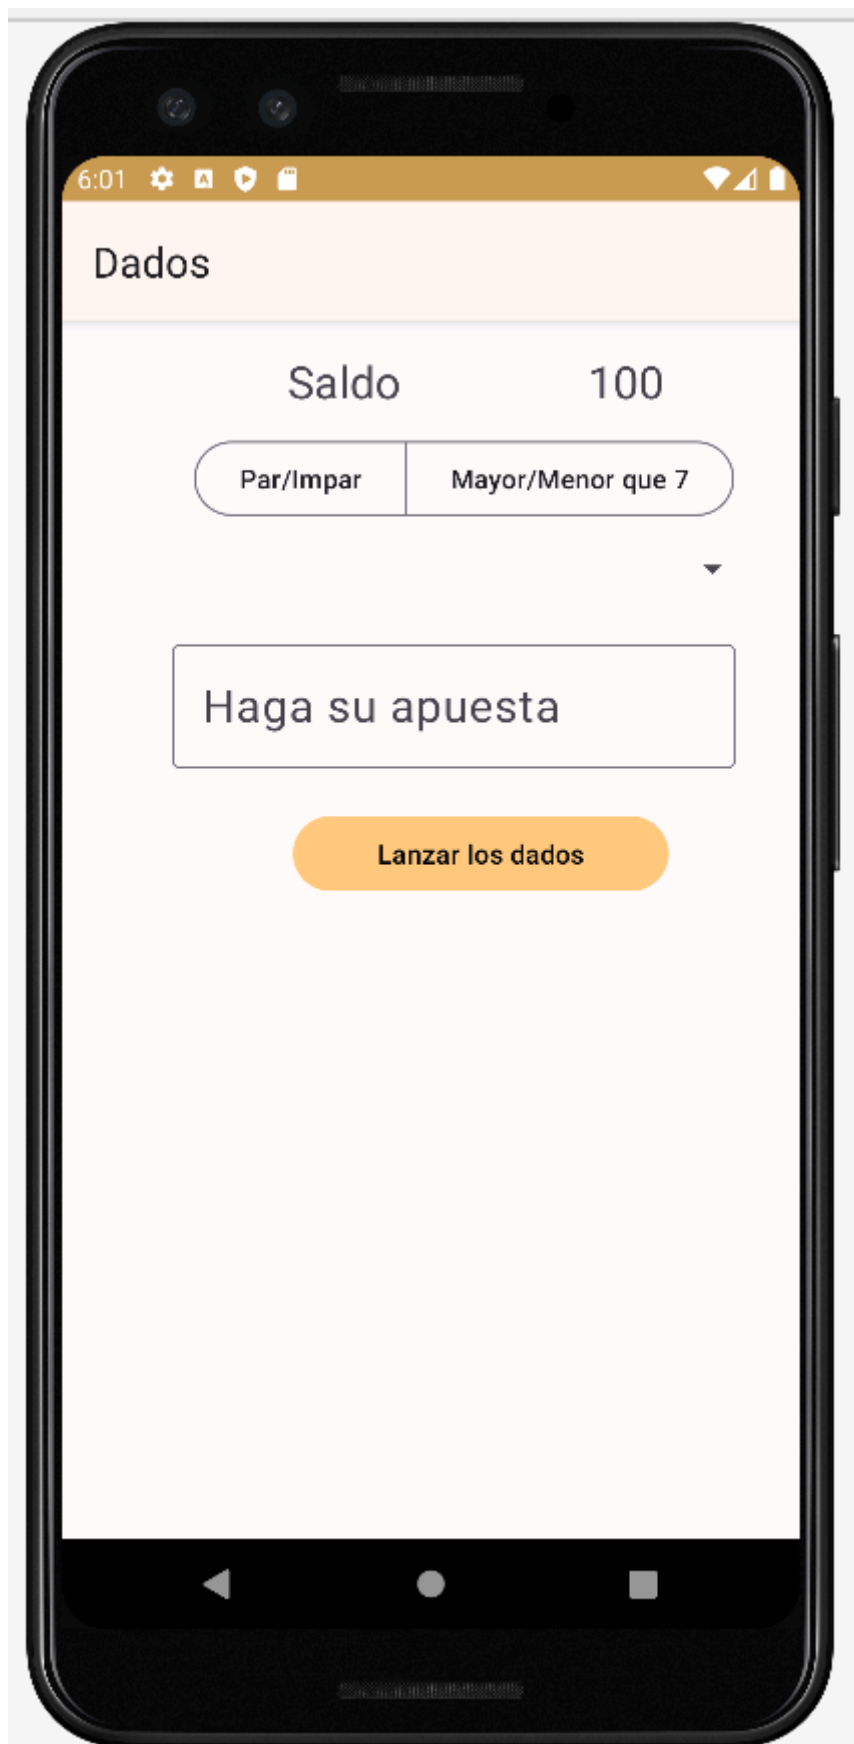 6:01
Dados
Saldo 100
Par/Impar Mayor/Menor que 7
Haga su apuesta
Lanzar los dados